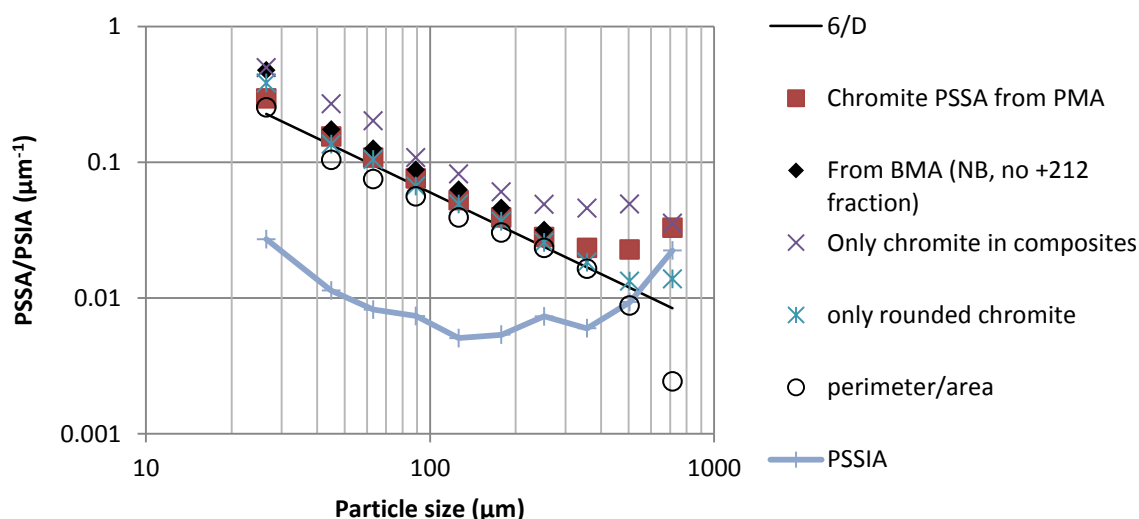 1
0.1
0.01
0.001
PSSA/PSIA (µm⁻¹)
10
100
1000
Particle size (µm)
6/D
Chromite PSSA from PMA
From BMA (NB, no +212
fraction)
Only chromite in composites
only rounded chromite
perimeter/area
PSSIA